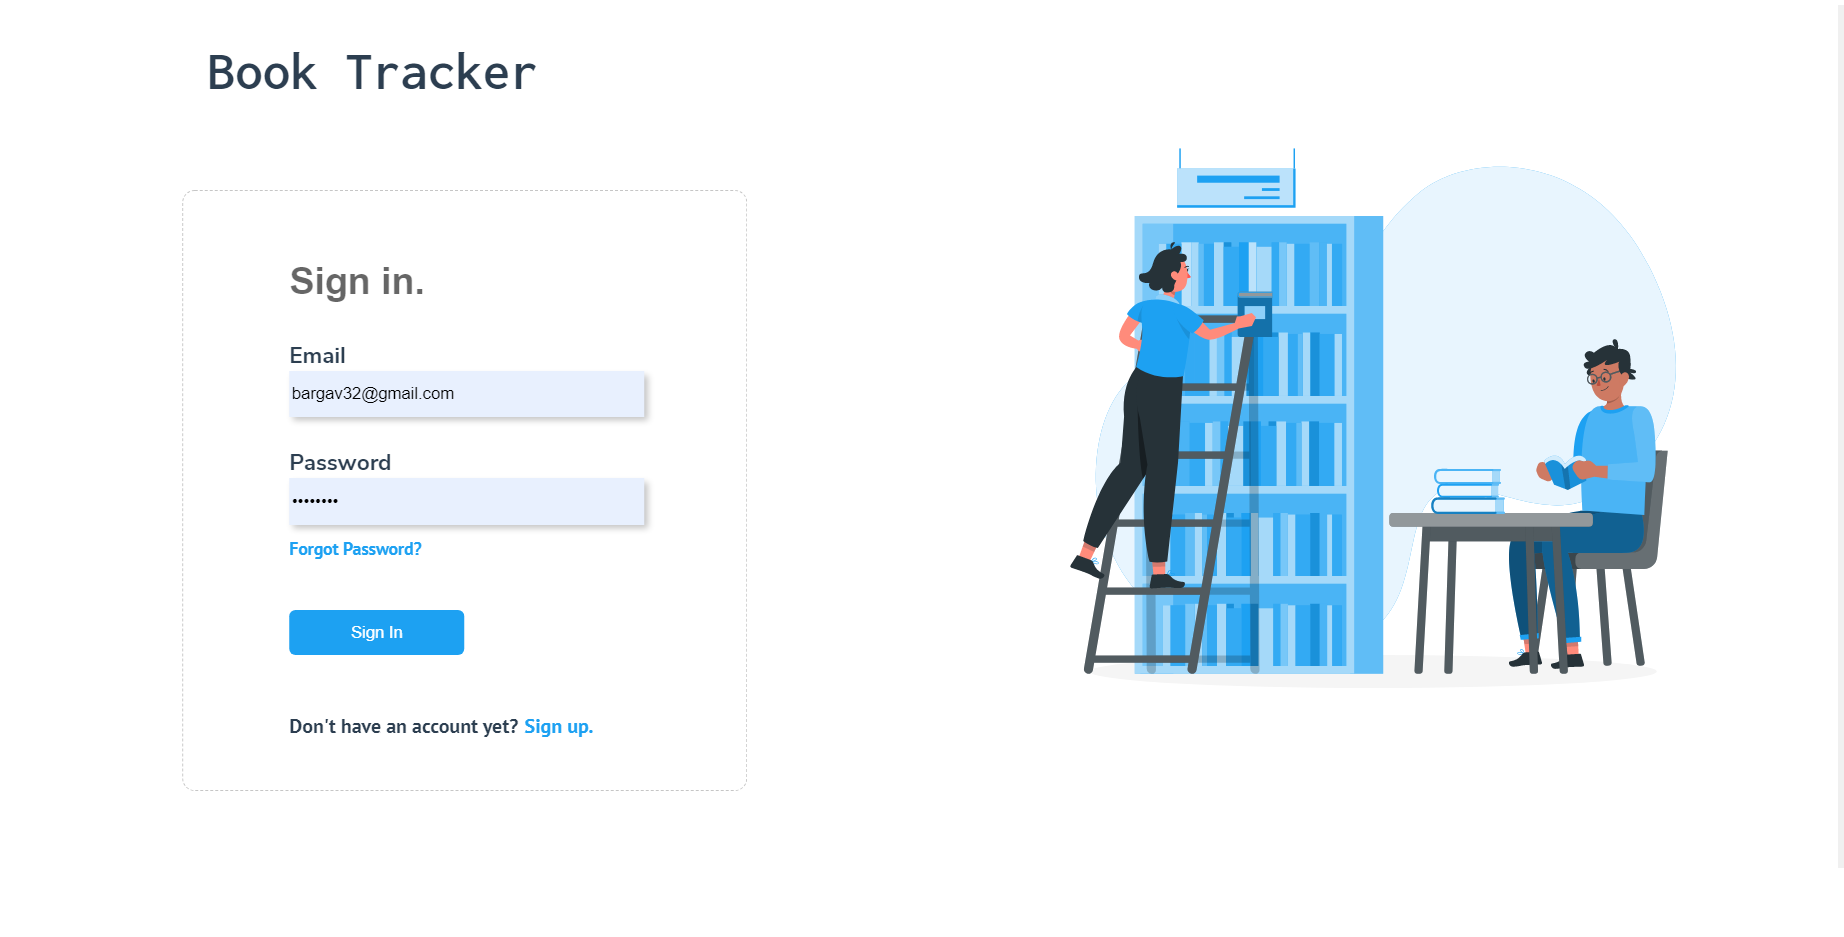 Book Tracker
Sign in.
Email
bargav32@gmail.com
Password
••••••••
Forgot Password?
Sign In
Don't have an account yet? Sign up.